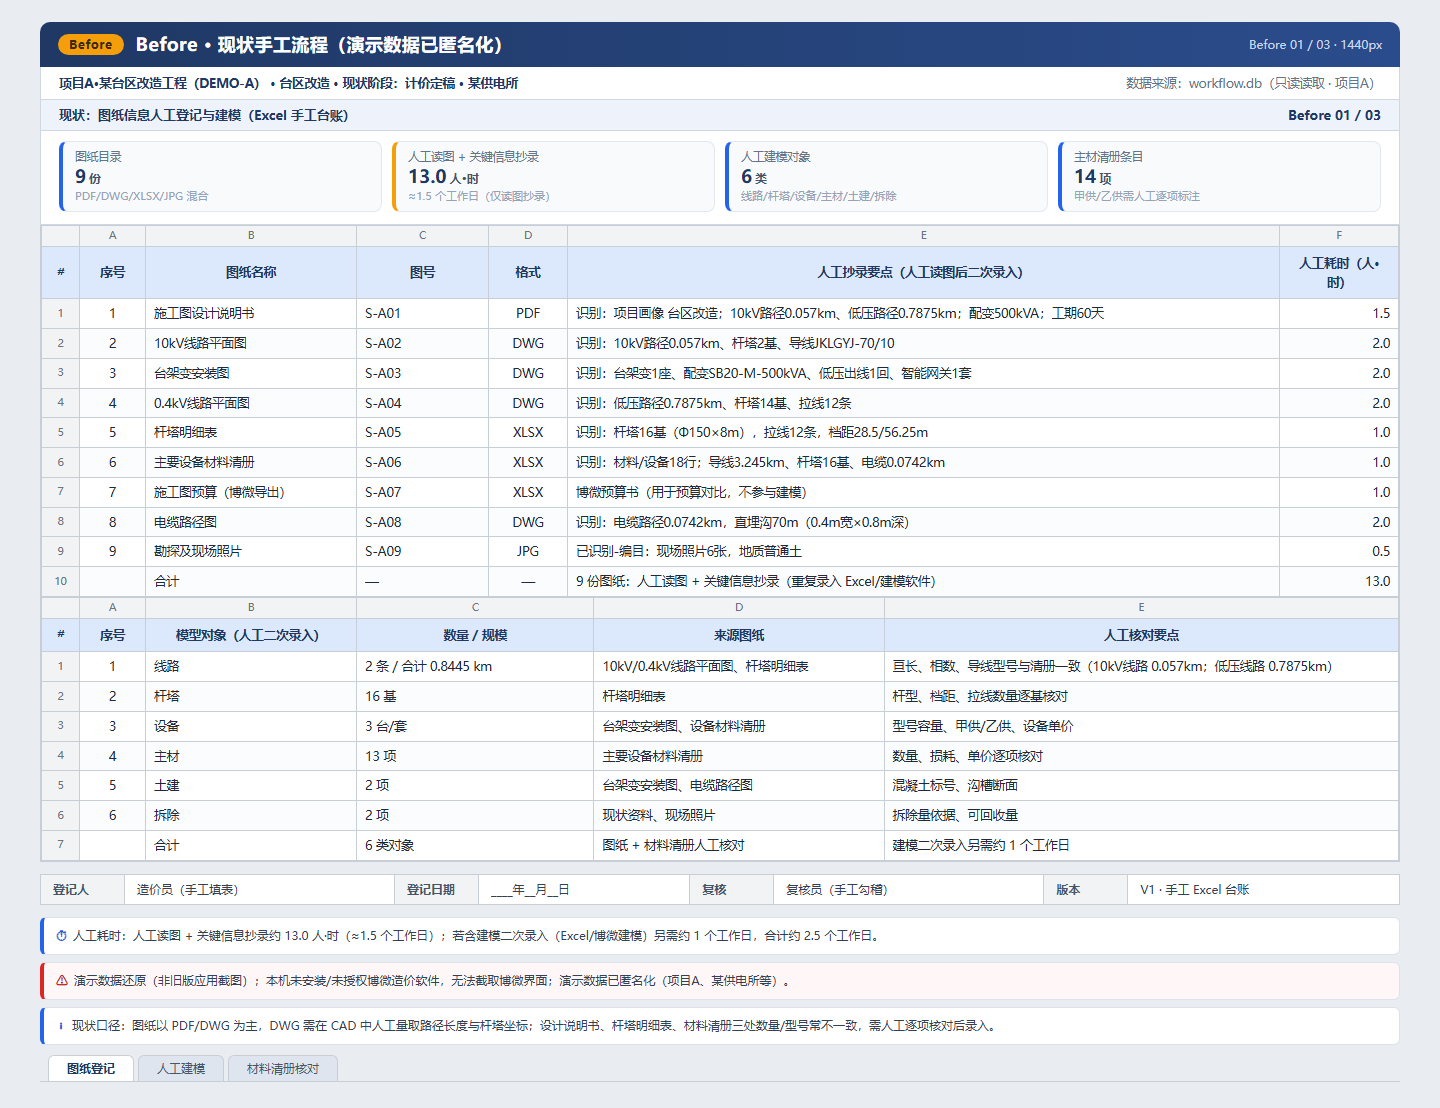 Before Before • 现状手工流程（演示数据已匿名化） Before 01 / 03 · 1440px
项目A•某台区改造工程（DEMO-A） • 台区改造 • 现状阶段：计价定稿 • 某供电所 数据来源：workflow.db（只读读取 · 项目A）
现状：图纸信息人工登记与建模（Excel 手工台账） Before 01 / 03
图纸目录
9 份
PDF/DWG/XLSX/JPG 混合
人工读图 + 关键信息抄录
13.0 人·时
≈1.5 个工作日（仅读图抄录）
人工建模对象
6 类
线路/杆塔/设备/主材/土建/拆除
主材清册条目
14 项
甲供/乙供需人工逐项标注
A B C D E F
# 序号 图纸名称 图号 格式 人工抄录要点（人工读图后二次录入） 人工耗时（人·
时）
1 1 施工图设计说明书 S-A01 PDF 识别：项目画像 台区改造；10kV路径0.057km、低压路径0.7875km；配变500kVA；工期60天 1.5
2 2 10kV线路平面图 S-A02 DWG 识别：10kV路径0.057km、杆塔2基、导线JKLGYJ-70/10 2.0
3 3 台架变安装图 S-A03 DWG 识别：台架变1座、配变SB20-M-500kVA、低压出线1回、智能网关1套 2.0
4 4 0.4kV线路平面图 S-A04 DWG 识别：低压路径0.7875km、杆塔14基、拉线12条 2.0
5 5 杆塔明细表 S-A05 XLSX 识别：杆塔16基（Φ150×8m），拉线12条，档距28.5/56.25m 1.0
6 6 主要设备材料清册 S-A06 XLSX 识别：材料/设备18行；导线3.245km、杆塔16基、电缆0.0742km 1.0
7 7 施工图预算（博微导出） S-A07 XLSX 博微预算书（用于预算对比，不参与建模） 1.0
8 8 电缆路径图 S-A08 DWG 识别：电缆路径0.0742km，直埋沟70m（0.4m宽×0.8m深） 2.0
9 9 勘探及现场照片 S-A09 JPG 已识别-编目：现场照片6张，地质普通土 0.5
10 合计 — — 9 份图纸：人工读图 + 关键信息抄录（重复录入 Excel/建模软件） 13.0
A B C D E
# 序号 模型对象（人工二次录入） 数量 / 规模 来源图纸 人工核对要点
1 1 线路 2 条 / 合计 0.8445 km 10kV/0.4kV线路平面图、杆塔明细表 亘长、相数、导线型号与清册一致（10kV线路 0.057km；低压线路 0.7875km）
2 2 杆塔 16 基 杆塔明细表 杆型、档距、拉线数量逐基核对
3 3 设备 3 台/套 台架变安装图、设备材料清册 型号容量、甲供/乙供、设备单价
4 4 主材 13 项 主要设备材料清册 数量、损耗、单价逐项核对
5 5 土建 2 项 台架变安装图、电缆路径图 混凝土标号、沟槽断面
6 6 拆除 2 项 现状资料、现场照片 拆除量依据、可回收量
7 合计 6 类对象 图纸 + 材料清册人工核对 建模二次录入另需约 1 个工作日
登记人 造价员（手工填表） 登记日期 ____年__月__日 复核 复核员（手工勾稽） 版本 V1 · 手工 Excel 台账
⏱ 人工耗时：人工读图 + 关键信息抄录约 13.0 人·时（≈1.5 个工作日）；若含建模二次录入（Excel/博微建模）另需约 1 个工作日，合计约 2.5 个工作日。
⚠ 演示数据还原（非旧版应用截图）；本机未安装/未授权博微造价软件，无法截取博微界面；演示数据已匿名化（项目A、某供电所等）。
ℹ 现状口径：图纸以 PDF/DWG 为主，DWG 需在 CAD 中人工量取路径长度与杆塔坐标；设计说明书、杆塔明细表、材料清册三处数量/型号常不一致，需人工逐项核对后录入。
图纸登记 人工建模 材料清册核对